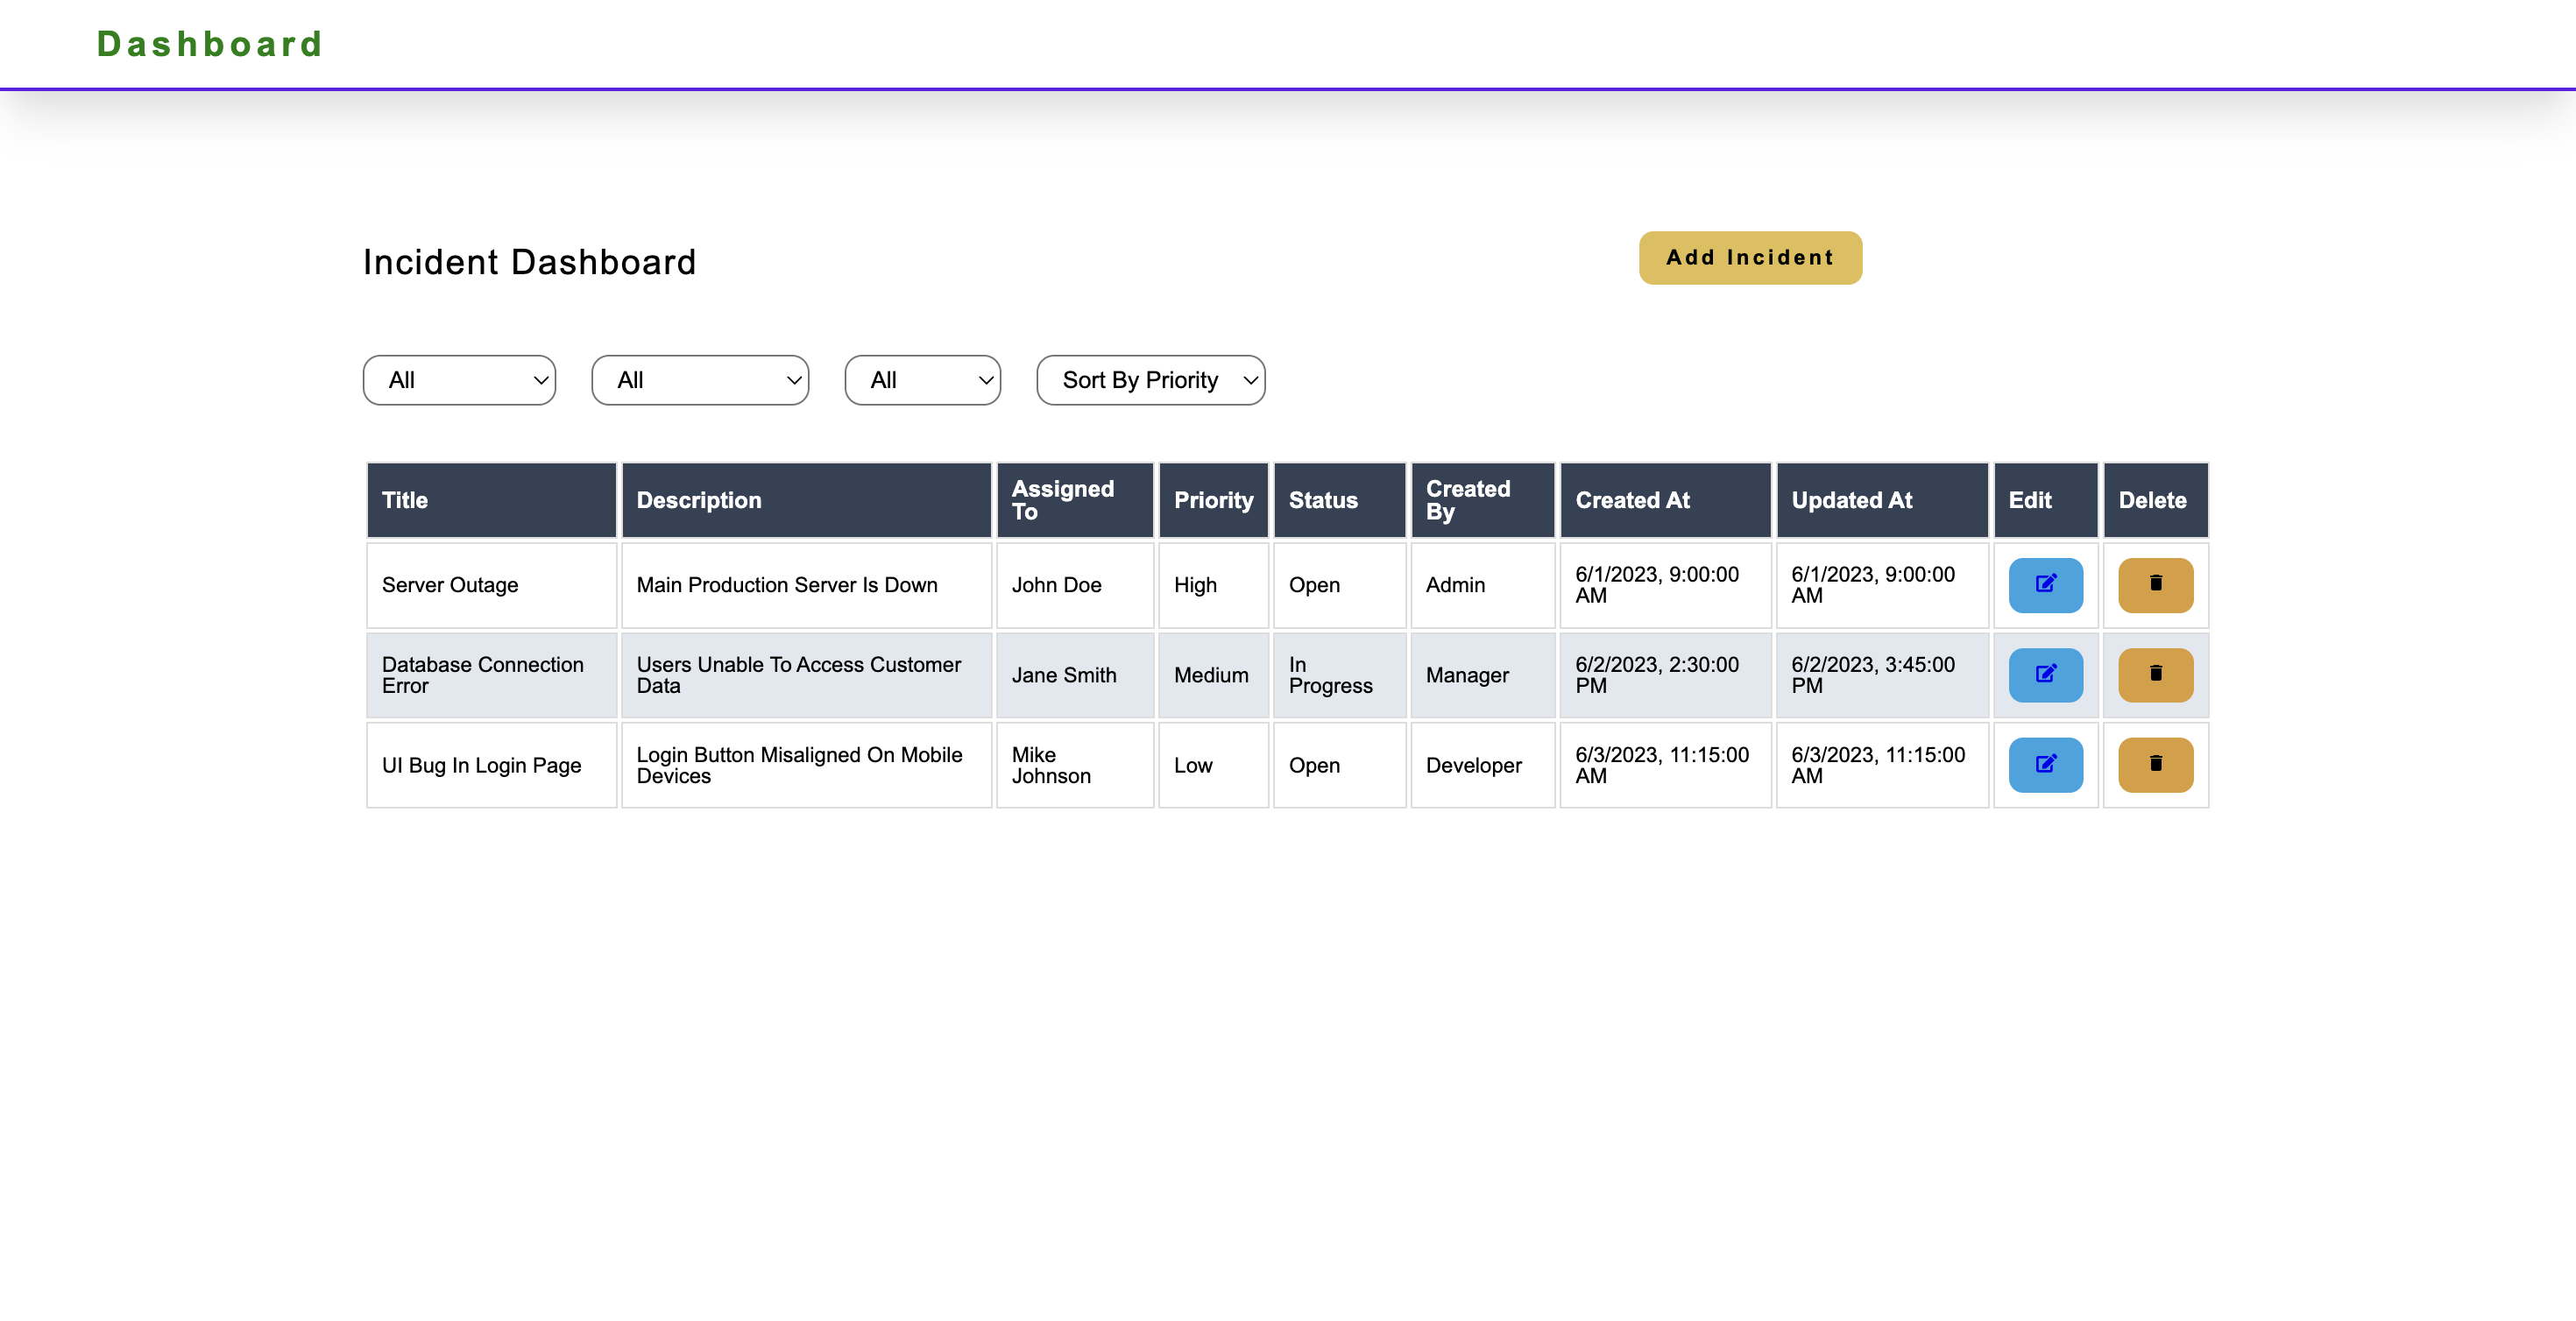 Dashboard
Incident Dashboard
Add Incident
All
All
All
Sort By Priority
Title
Description
Assigned
To
Priority
Status
Created
By
Created At
Updated At
Edit
Delete
Server Outage
Main Production Server Is Down
John Doe
High
Open
Admin
6/1/2023, 9:00:00
AM
6/1/2023, 9:00:00
AM
Database Connection
Error
Users Unable To Access Customer
Data
Jane Smith
Medium
In
Progress
Manager
6/2/2023, 2:30:00
PM
6/2/2023, 3:45:00
PM
UI Bug In Login Page
Login Button Misaligned On Mobile
Devices
Mike
Johnson
Low
Open
Developer
6/3/2023, 11:15:00
AM
6/3/2023, 11:15:00
AM